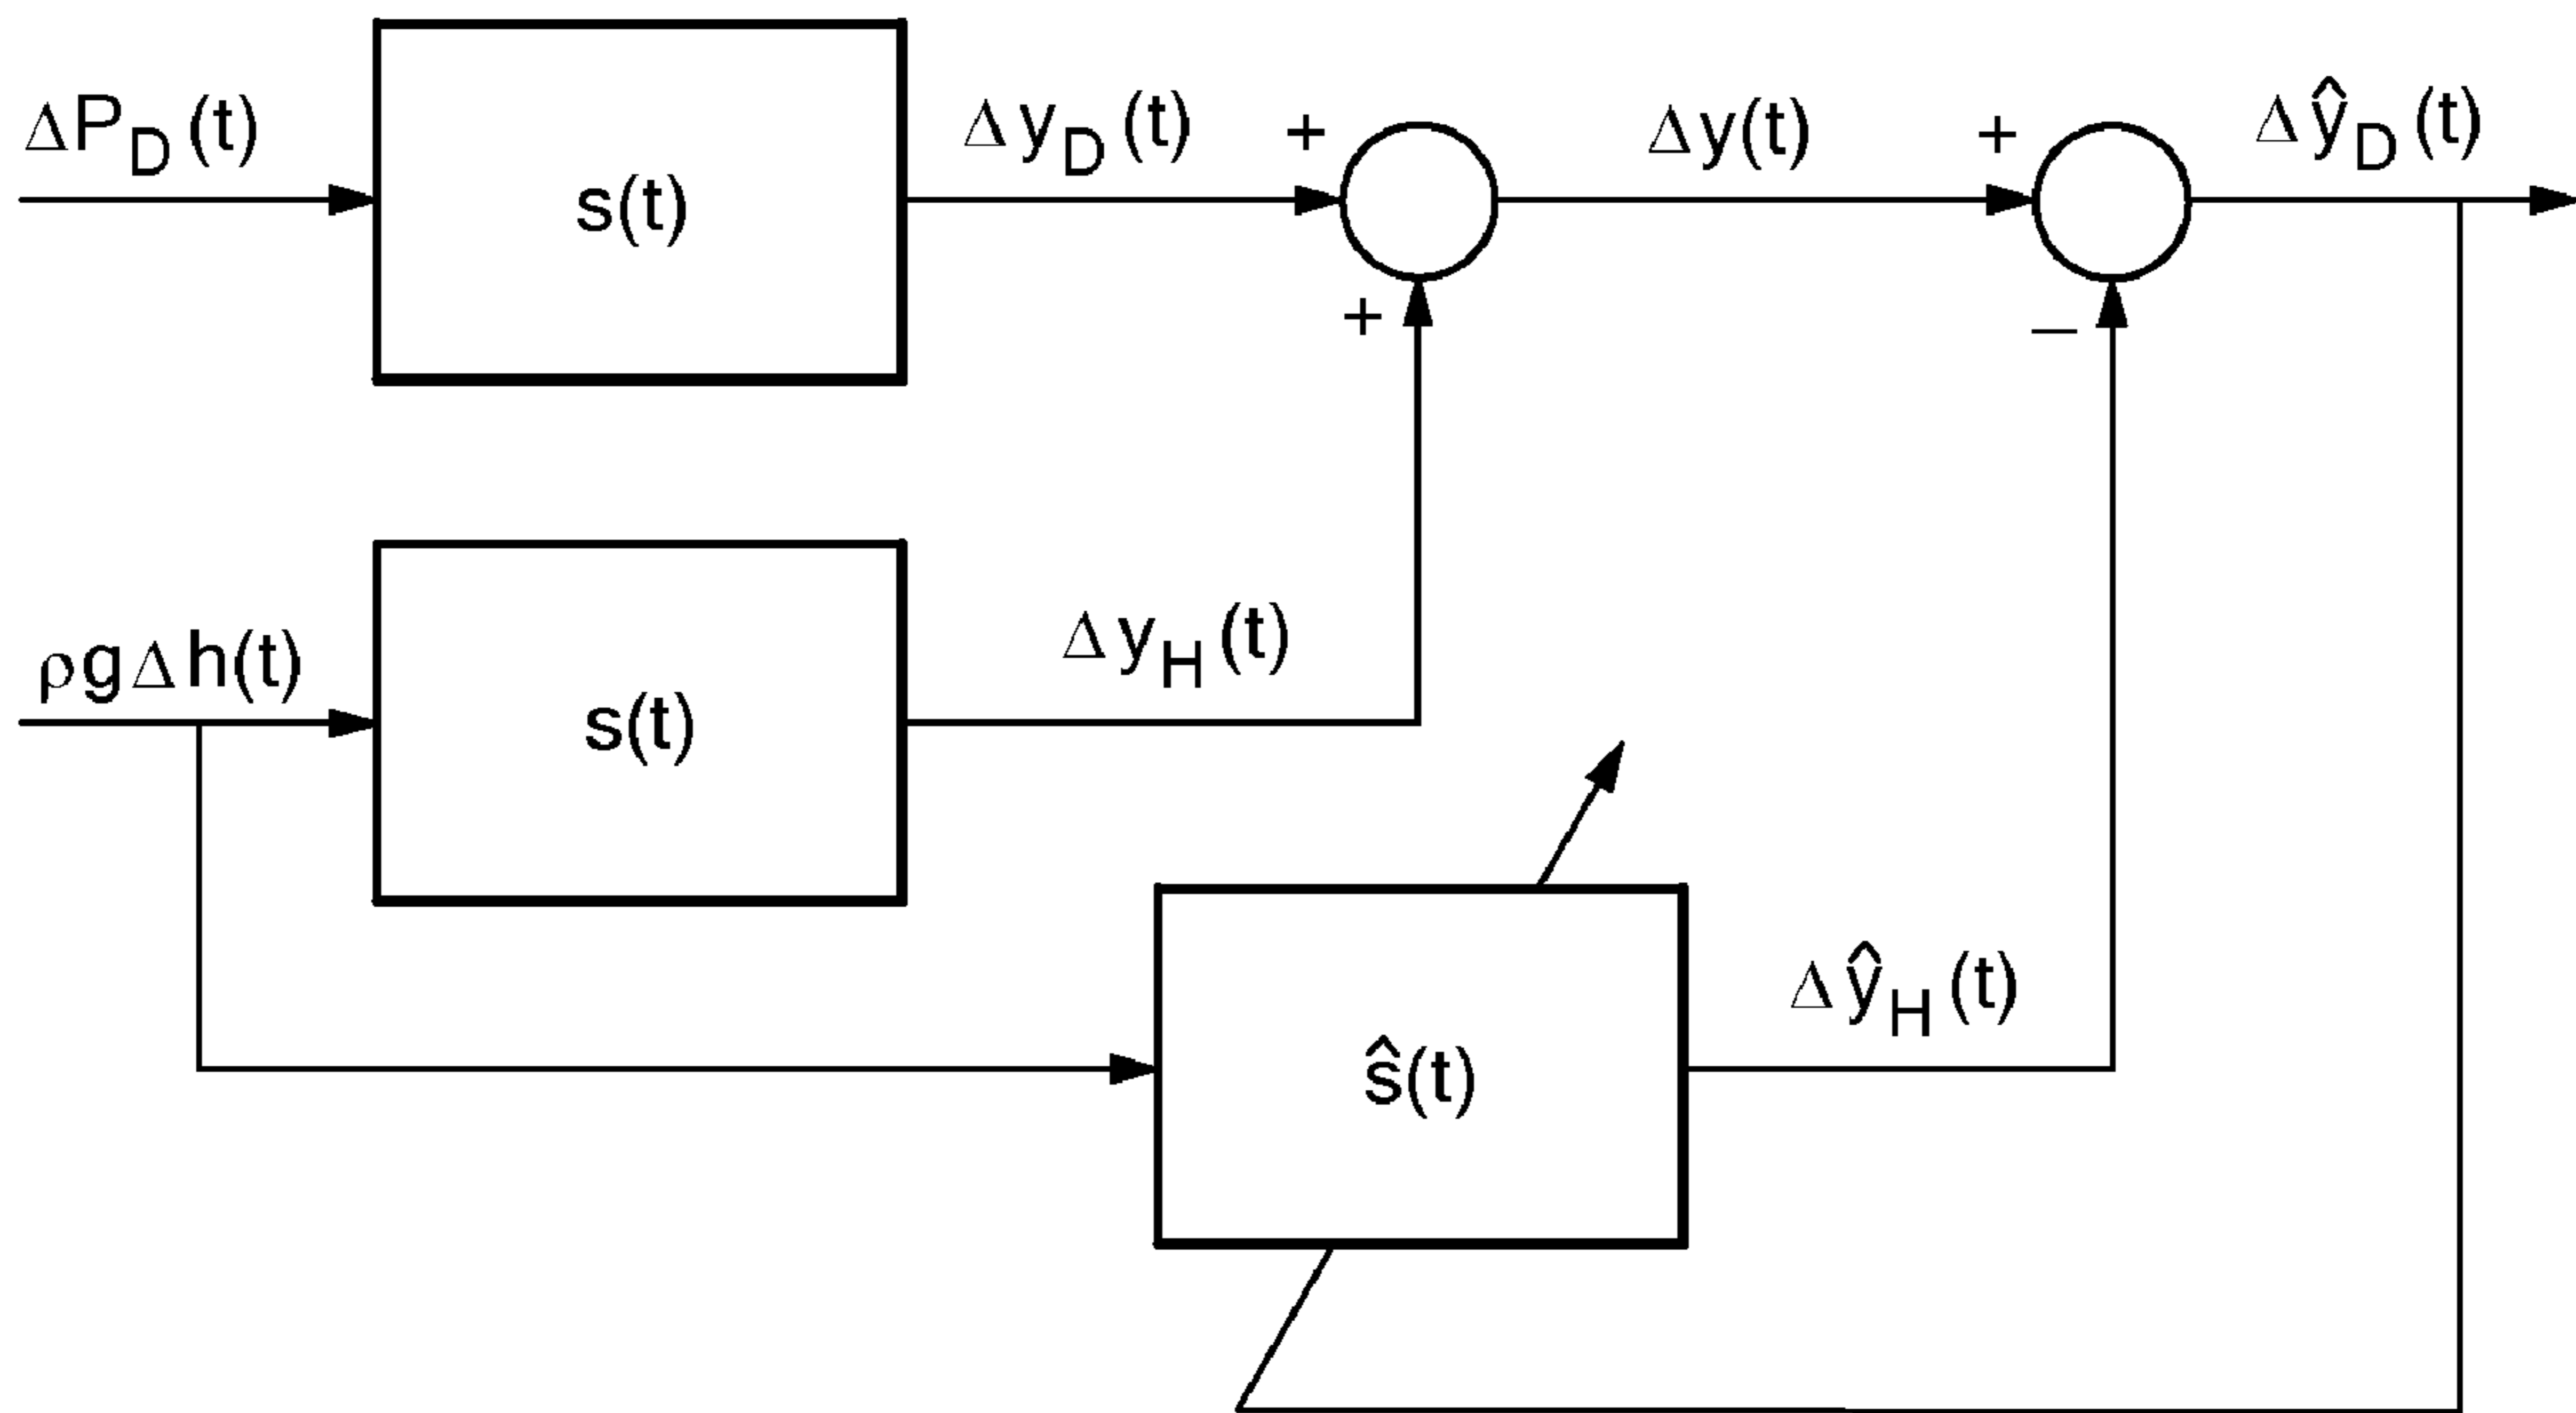 ΔP_D(t)
s(t)
Δy_D(t)
+
+
Δy(t)
+
−
Δŷ_D(t)
ρgΔh(t)
s(t)
Δy_H(t)
ŝ(t)
Δŷ_H(t)